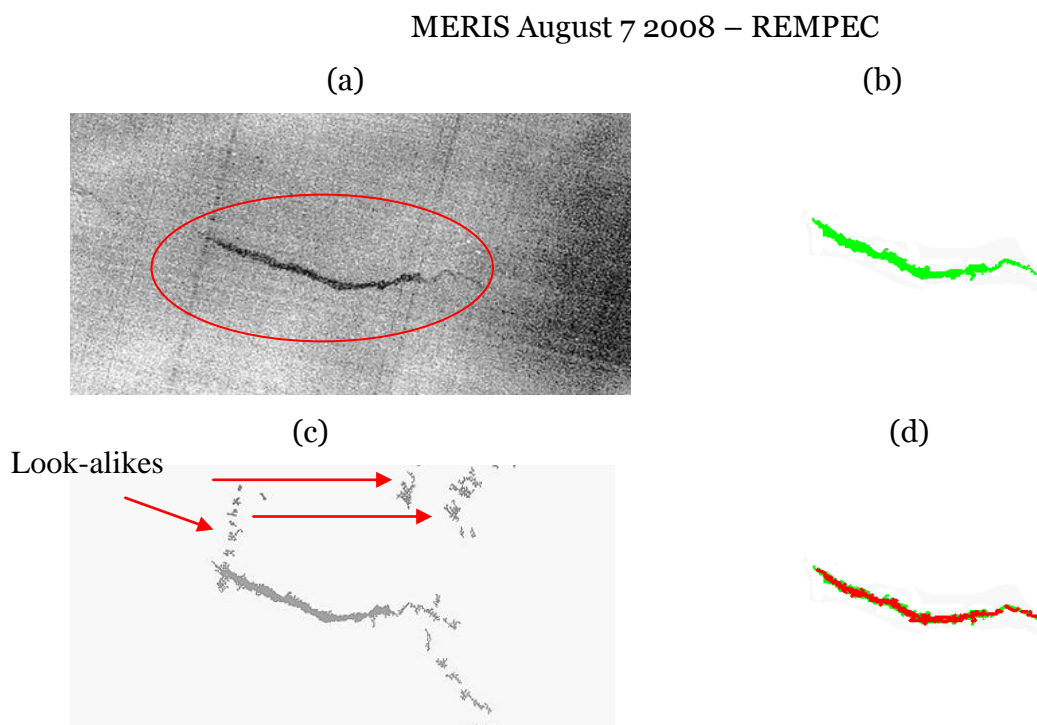 MERIS August 7 2008 – REMPEC
(a)
(b)
(c)
(d)
Look-alikes